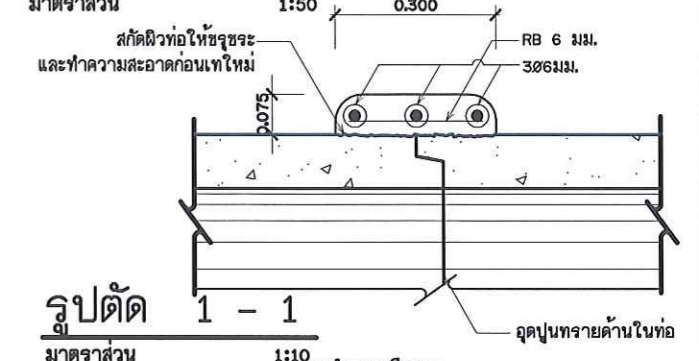 มาตราส่วน 1:50
0.300
สกัดผิวท่อให้ขรุขระ
และทำความสะอาดก่อนเทใหม่
RB 6 มม.
3Ø6มม.
0.075
รูปตัด 1 - 1
มาตราส่วน 1:10
อุดปูนทรายด้านในท่อ